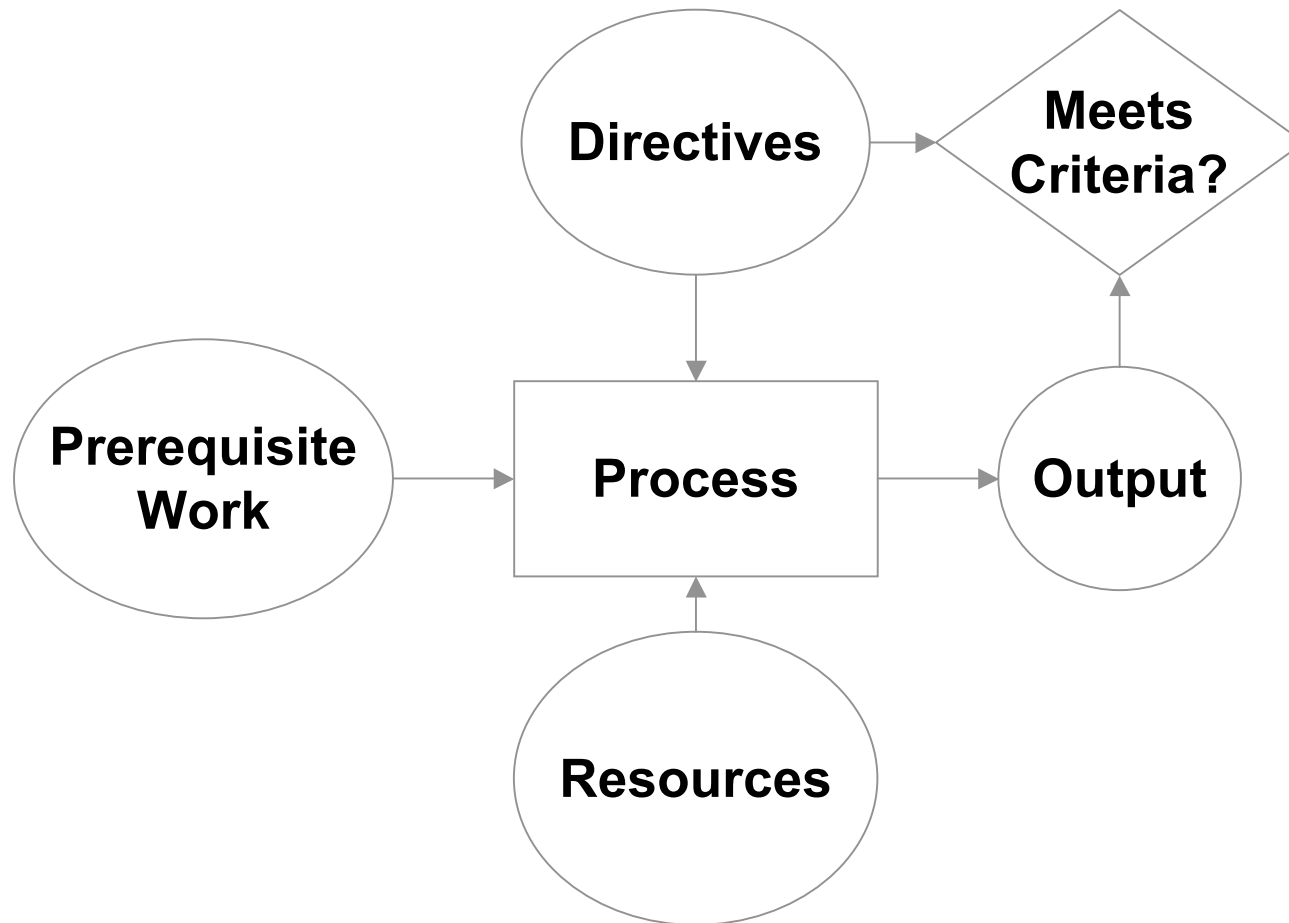 Directives
Meets
Criteria?
Prerequisite
Work
Process
Output
Resources